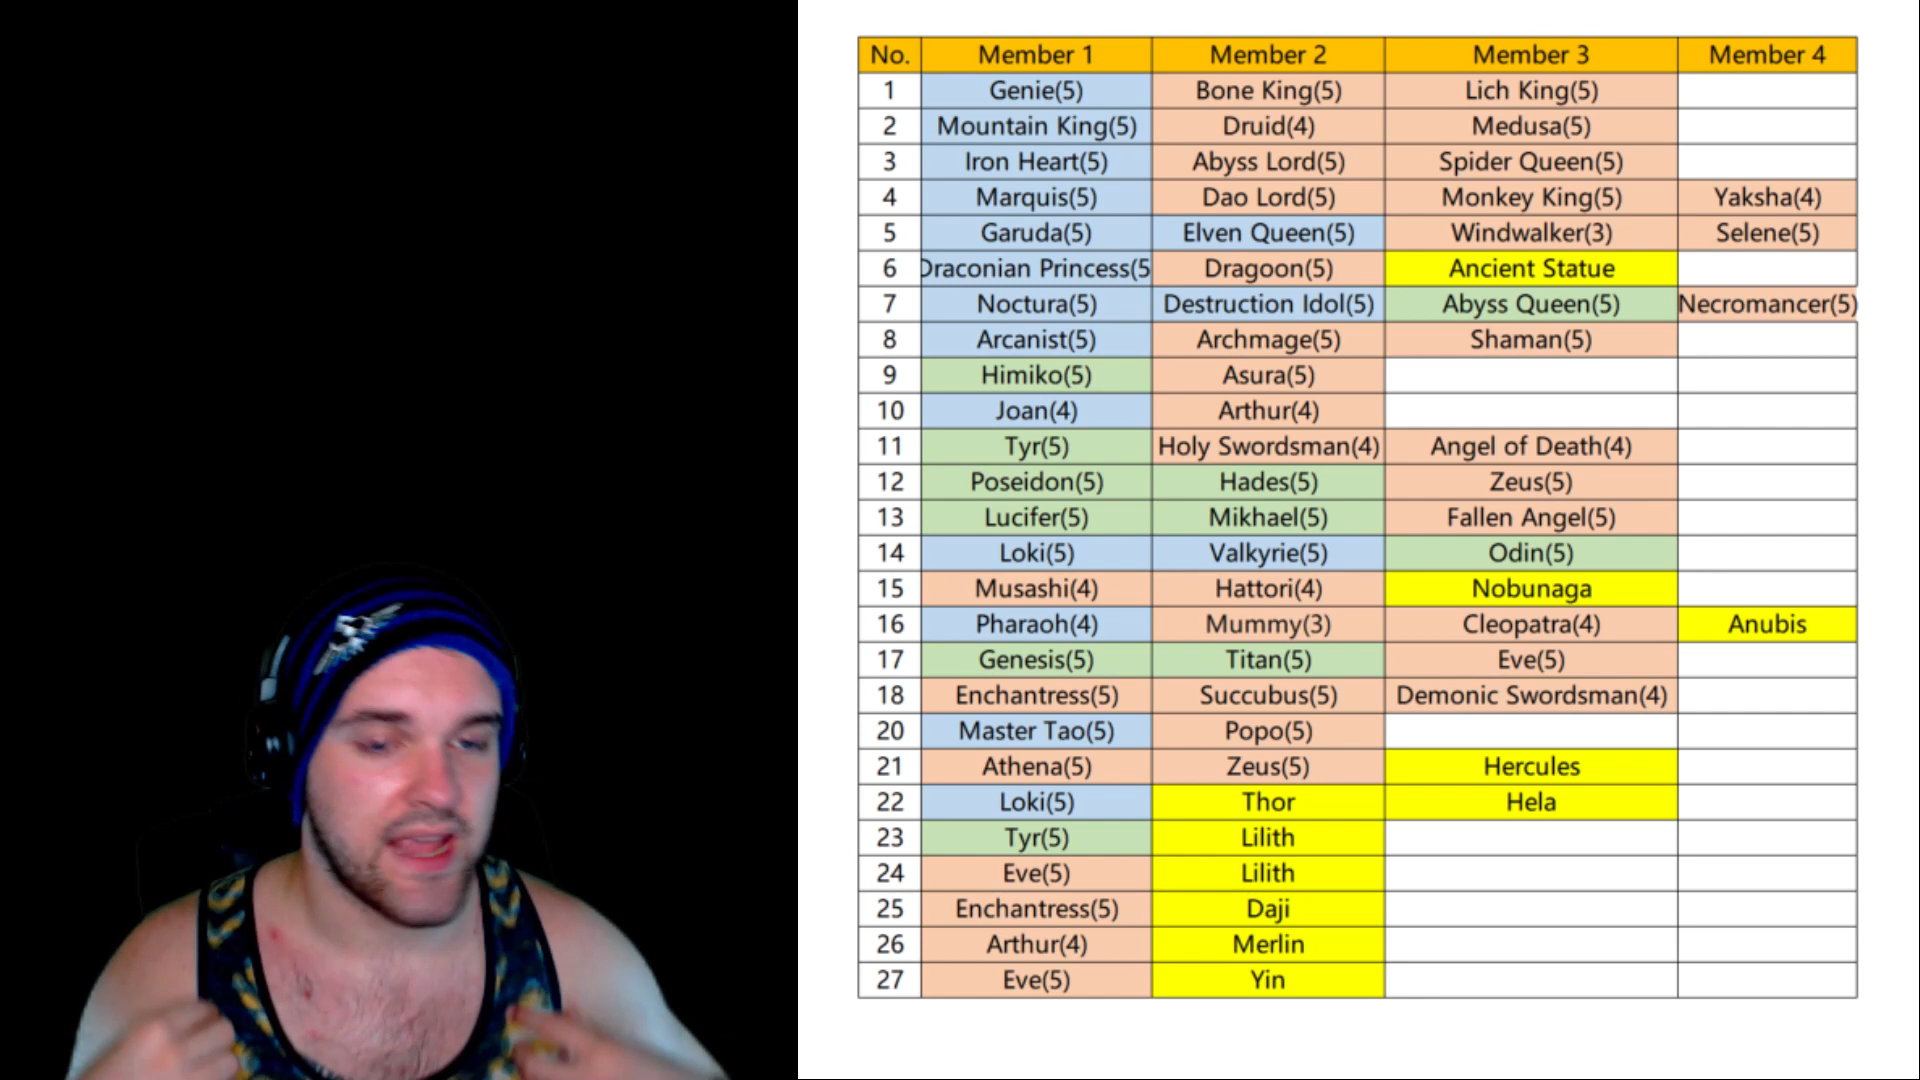 No. Member 1 Member 2 Member 3 Member 4
1 Genie(5) Bone King(5) Lich King(5)
2 Mountain King(5) Druid(4) Medusa(5)
3 Iron Heart(5) Abyss Lord(5) Spider Queen(5)
4 Marquis(5) Dao Lord(5) Monkey King(5) Yaksha(4)
5 Garuda(5) Elven Queen(5) Windwalker(3) Selene(5)
6 Draconian Princess(5 Dragoon(5) Ancient Statue
7 Noctura(5) Destruction Idol(5) Abyss Queen(5) Necromancer(5)
8 Arcanist(5) Archmage(5) Shaman(5)
9 Himiko(5) Asura(5)
10 Joan(4) Arthur(4)
11 Tyr(5) Holy Swordsman(4) Angel of Death(4)
12 Poseidon(5) Hades(5) Zeus(5)
13 Lucifer(5) Mikhael(5) Fallen Angel(5)
14 Loki(5) Valkyrie(5) Odin(5)
15 Musashi(4) Hattori(4) Nobunaga
16 Pharaoh(4) Mummy(3) Cleopatra(4) Anubis
17 Genesis(5) Titan(5) Eve(5)
18 Enchantress(5) Succubus(5) Demonic Swordsman(4)
20 Master Tao(5) Popo(5)
21 Athena(5) Zeus(5) Hercules
22 Loki(5) Thor Hela
23 Tyr(5) Lilith
24 Eve(5) Lilith
25 Enchantress(5) Daji
26 Arthur(4) Merlin
27 Eve(5) Yin